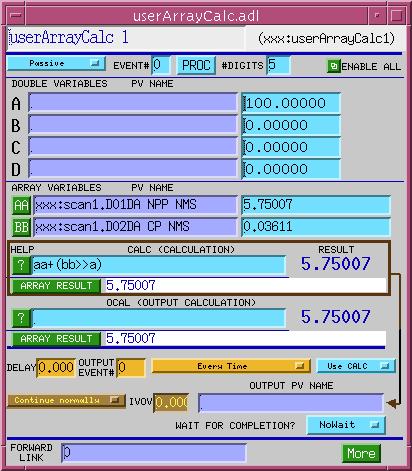 userArrayCalc.adl
userArrayCalc 1 (xxx:userArrayCalc1)
Passive EVENT# 0 PROC #DIGITS 5 ENABLE ALL
DOUBLE VARIABLES PV NAME
A 100.00000
B 0.00000
C 0.00000
D 0.00000
ARRAY VARIABLES PV NAME
AA xxx:scan1.D01DA NPP NMS 5.75007
BB xxx:scan1.D02DA CP NMS 0.03611
HELP CALC (CALCULATION) RESULT
? aa+(bb>>a) 5.75007
ARRAY RESULT 5.75007
OCAL (OUTPUT CALCULATION)
? 5.75007
ARRAY RESULT 5.75007
DELAY 0.000 OUTPUT EVENT# 0 Every Time Use CALC
OUTPUT PV NAME
Continue normally IVOV 0.000
WAIT FOR COMPLETION? NoWait
FORWARD LINK 0 More